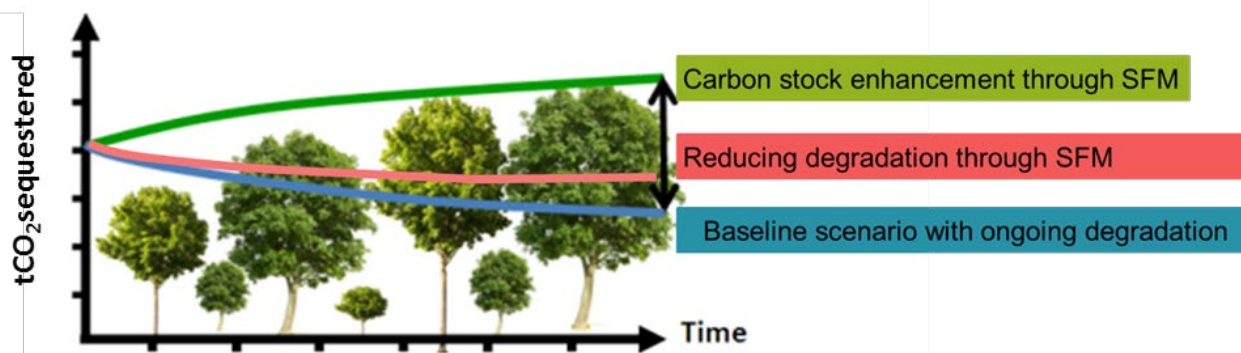 tCO₂sequestered
Carbon stock enhancement through SFM
Reducing degradation through SFM
Baseline scenario with ongoing degradation
Time